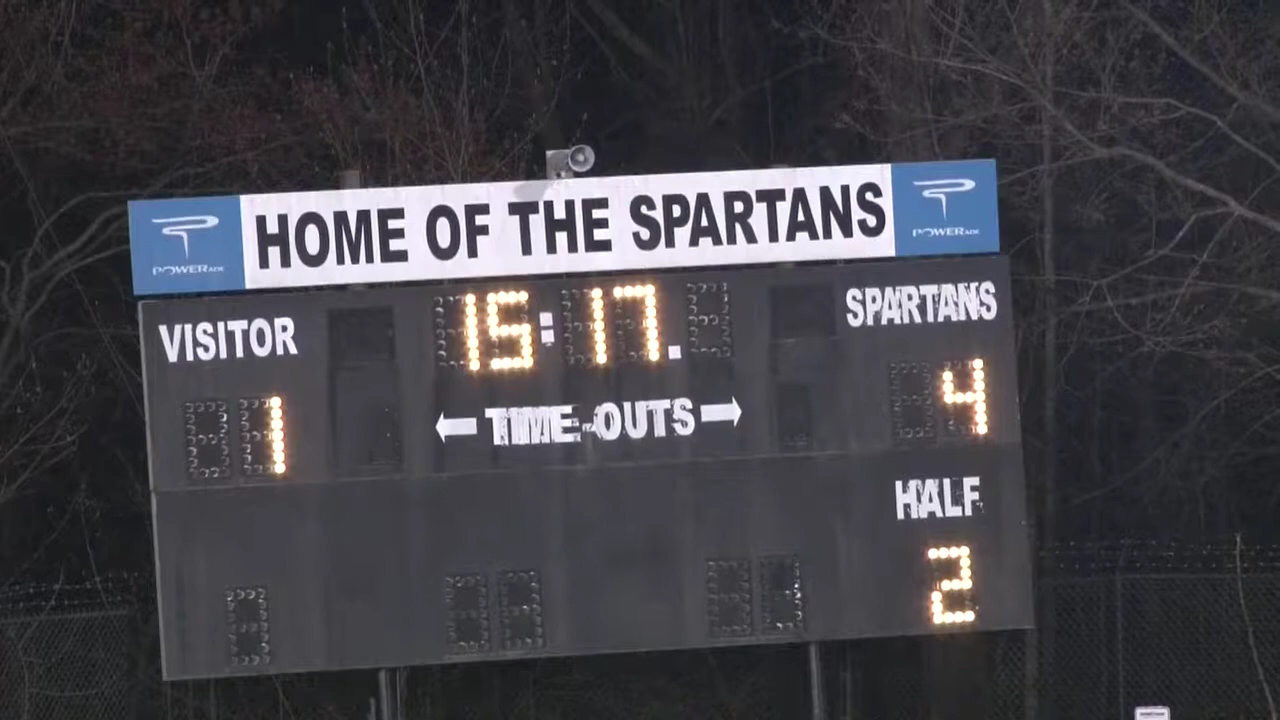 HOME OF THE SPARTANS
POWERADE
POWERADE
VISITOR
15:17.
SPARTANS
1
TIME-OUTS
4
HALF
2